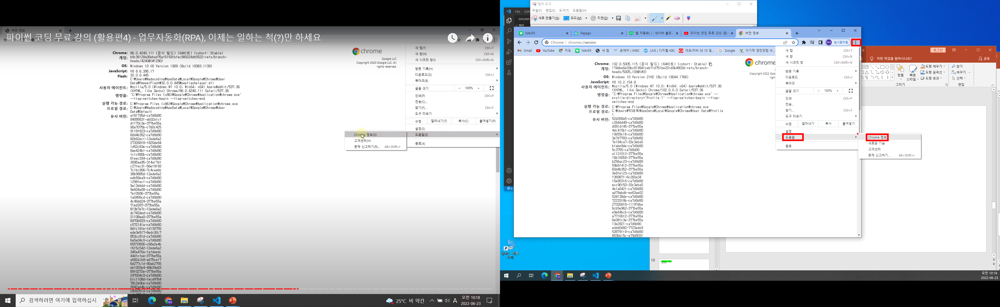 버전 정보
파이썬 코딩 무료 강의 (활용편4) - 업무자동화(RPA), 이제는 일하는 척(?)만 하세요
Chrome: 86.0.4240.111 (공식 빌드) (64비트) (cohort: Stable)
개정: b8c36128a06ebad76af51591bfec980224db5522-refs/branch-
heads/4240@{#1290}
OS: Windows 10 OS Version 1909 (Build 18363.1139)
JavaScript: V8 8.6.395.17
Flash: 32.0.0.445
C:\Users\Nadocoding\AppData\Local\Google\Chrome\User
Data\PepperFlash\32.0.0.445\pepflashplayer.dll
사용자 에이전트: Mozilla/5.0 (Windows NT 10.0; Win64; x64) AppleWebKit/537.36
(KHTML, like Gecko) Chrome/86.0.4240.111 Safari/537.36
명령줄: "C:\Program Files (x86)\Google\Chrome\Application\chrome.exe"
--flag-switches-begin --flag-switches-end
실행 가능 경로: C:\Program Files (x86)\Google\Chrome\Application\chrome.exe
프로필 경로: C:\Users\Nadocoding\AppData\Local\Google\Chrome\User
Data\Default
유사 버전: af81735d-ca7d8d80
84085631-ab02a1cf
dff70c3e-377be55a
90a7075b-c7d0c425
91f8f623-ca7d8d80
60d4b352-ca7d8d80
82b62ecf-12ede6a2
273268f8-f820de84
1d52c63e-ca7d8d80
8ae424bf-ca7d8d80
fc1c890b-ca7d8d80
61eec334-ca7d8d80
3095aa95-3f4a17df
c27fec31-56ef9f93
7c1bc906-7c4ceebb
38b9885d-12ede6a2
edb58ea9-ca7d8d80
1298fecf-ca7d8d80
9a13dddd-ca7d8d80
9e604a08-ca7d8d80
7ef0936-377be55a
fa0455cd-ca7d8d80
4c46dd24-377be55a
71ed337-377be55a
813b7e7c-12ede6a2
dc742ded-ca7d8d80
21108aa0-377be55a
8470b833-ca7d8d80
c572141a-ca7d8d80
8dfc16fe-fd130755
ede3e5f7-6edc92c7
853cc81d-ca7d8d80
6a5a04c0-ca7d8d80
65570806-c68a2e4b
f6f5c542-12ede6a2
345a470a-fafdeedc
44dfcfee-377be55a
a582a1b8-ad75ce17
6d277c1d-90ab2755
eb1003e4-49b34a63
89f0272e-377be55a
247004c0-ca7d8d80
b1c1108d-1ecd4764
78c2e0be-ca7d8d80
3042ad4b-ca7d8d80
280d261d-ca7d8d80
chrome
Google LLC
Copyright 2020 Google LLC. All
rights reserved.
새 탭(T) Ctrl+T
새 창(N) Ctrl+N
새 시크릿 창(I) Ctrl+Shift+N
방문 기록(H)
다운로드(D) Ctrl+J
북마크(B)
글꼴 크기 - 100% +
인쇄(P) Ctrl+P
전송(C)...
찾기(F)... Ctrl+F
도구 더보기
수정 잘라내기(T) 복사(C) 붙여넣기(P)
설정(S)
도움말(E)
종료(X)
Chrome 정보(G)
고객센터(H)
문제 신고하기(R)... Alt+Shift+I
검색하려면 여기에 입력하십시
25°C 비 약간
A
오전 10:18
2022-06-23
캡처 도구
파일(F) 편집(E) 도구(T) 도움말(H)
새로 만들기(N) 모드(M) 지연(D)
File Edit
EXPLORER
TEST
NAVER
Papago
웹 자동화( ) : 네이버 블로
파이썬 코딩 무료 강의 (활
버전 정보
Chrome | chrome://version
일시중지됨
Gmail YouTube 지도 NAVER 새 탭 온에어 | iMBC LIVE | 디지털 KBS 개요(자바 SE 15 및... Google 이기적 영진닷컴 수...
Chrome: 102.0.5005.115 (공식 빌드) (64비트) (cohort: Stable)
개정: 174dbe6e33bc81994fceb71d751be201d0b4803d-refs/branch-
heads/5005_109@{#3}
OS: Windows 10 Version 21H2 (Build 19044.1766)
JavaScript: V8 10.2.154.8
사용자 에이전트: Mozilla/5.0 (Windows NT 10.0; Win64; x64) AppleWebKit/537.36
(KHTML, like Gecko) Chrome/102.0.0.0 Safari/537.36
명령줄: "C:\Program Files\Google\Chrome\Application\chrome.exe" --
profile-directory="Profile 1" --flag-switches-begin --flag-
switches-end
실행 가능 경로: C:\Program Files\Google\Chrome\Application\chrome.exe
프로필 경로: C:\Users\박해옥\AppData\Local\Google\Chrome\User Data\Profile
1
유사 버전: 52d268a5-ca7d8d80
c264dd48-ca7d8d80
d091df45-377be55a
4dc415b1-ca7d8d80
19d59c16-ca7d8d80
3e7d7783-ca7d8d80
7e184ca7-33c3eba5
bfabe9de-ca7d8d80
5c3755-ca7d8d80
a112f012-377be55a
16b16054-377be55a
b256ac23-ca7d8d80
59b6f412-377be55a
60d4b352-377be55a
3e8fe123-ca7d8d80
f36987f-6c260a34
15e85316-ca7d8d80
ecc96f50-33c3eba5
4e1a642f-ca7d8d80
ad79abdb-ee63ae02
534138de-ca7d8d80
72233f8b-ca7d8d80
273268f8-11197dbe
6cb5e962-377be55a
e9e64bcb-ca7d8d80
a77166f2-377be55a
6e08fc3e-377be55a
13e2821-ca7d8d80
eddd0d82-7723ede9
53879ff4-ca7d8d80
653bb15c-a79d803f
chrome
Copyright 2022 Goo
새 탭 Ctrl+T
새 창 Ctrl+N
새 시크릿 창 Ctrl+Shift+N
방문 기록
다운로드 Ctrl+J
북마크
글꼴 크기 - 100% +
인쇄 Ctrl+P
전송...
찾기... Ctrl+F
도구 더보기
수정 잘라내기 복사 붙여넣기
설정
도움말
종료
Chrome 정보
새로운 기능
고객센터
문제 신고하기... Alt+Shift+I
로그인
어떤 작업을 원하시나요?
공유
정렬
빠른
스타일
도형 채우기
도형 윤곽선
도형 효과
그리기
찾기
바꾸기
선택
편집
내 PC - 바로
가기
18
오전 10:18
2022-06-23